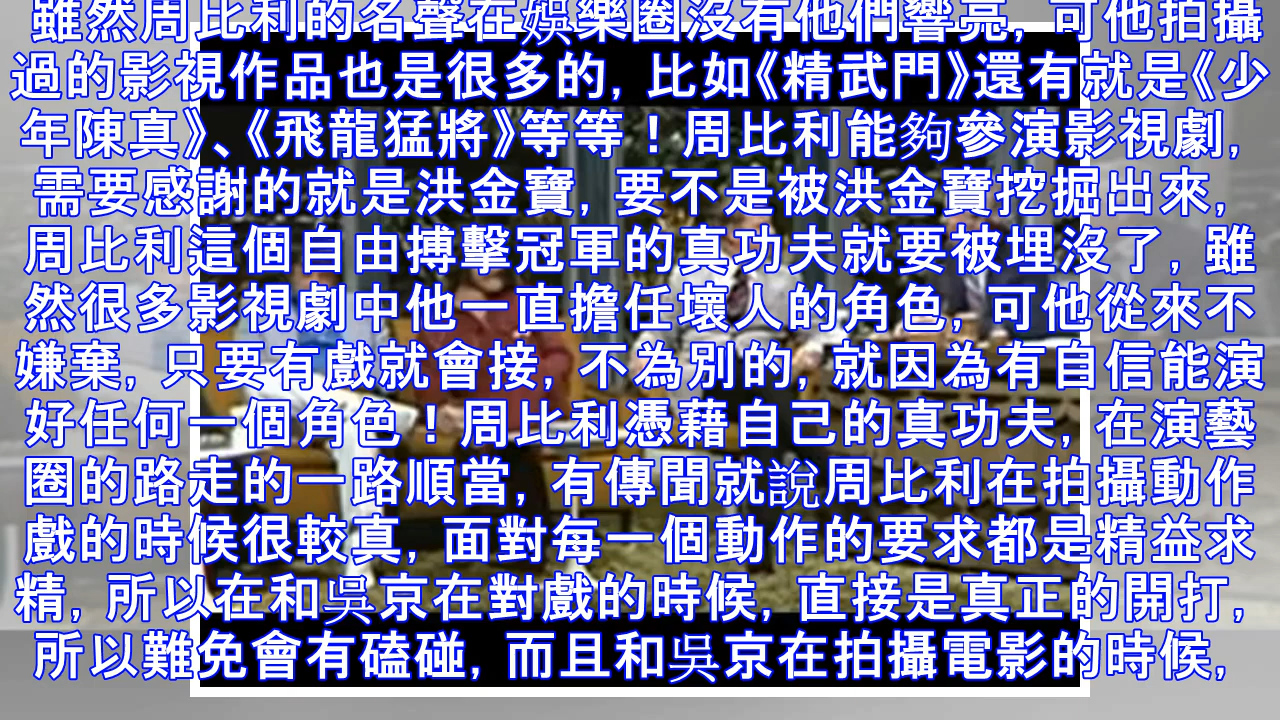 雖然周比利的名聲在娛樂圈沒有他們響亮, 可他拍攝
過的影視作品也是很多的, 比如《精武門》還有就是《少
年陳真》、《飛龍猛將》等等！周比利能夠參演影視劇,
需要感謝的就是洪金寶, 要不是被洪金寶挖掘出來,
周比利這個自由搏擊冠軍的真功夫就要被埋沒了, 雖
然很多影視劇中他一直擔任壞人的角色, 可他從來不
嫌棄, 只要有戲就會接, 不為別的, 就因為有自信能演
好任何一個角色！周比利憑藉自己的真功夫, 在演藝
圈的路走的一路順當, 有傳聞就說周比利在拍攝動作
戲的時候很較真, 面對每一個動作的要求都是精益求
精, 所以在和吳京在對戲的時候, 直接是真正的開打,
所以難免會有磕碰, 而且和吳京在拍攝電影的時候,